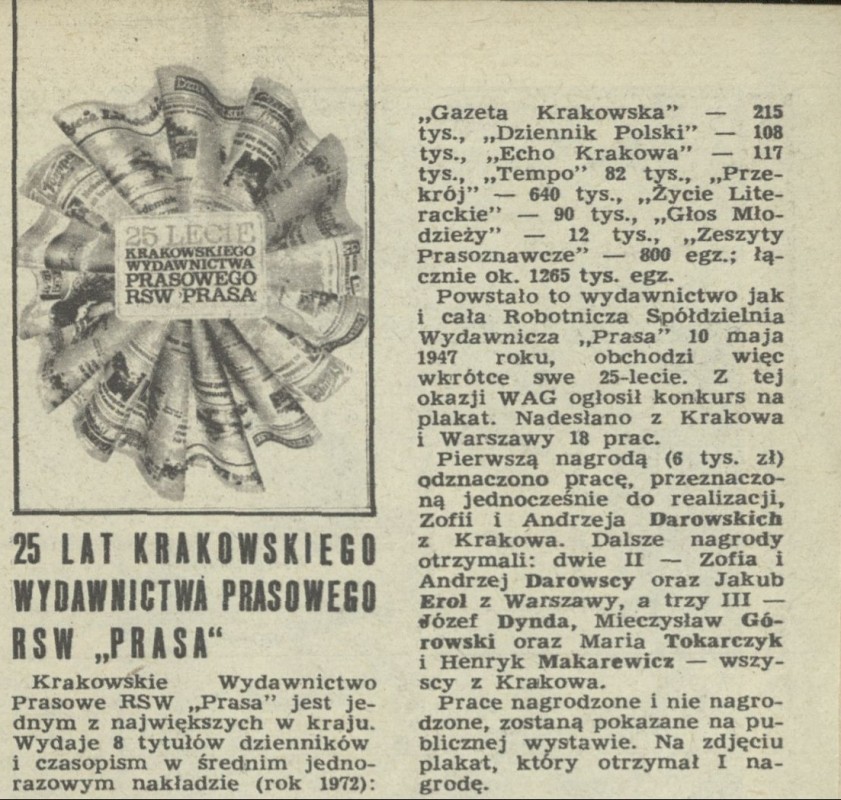 25 LECIE
KRAKOWSKIEGO
WYDAWNICTWA
PRASOWEGO
RSW PRASA
25 LAT KRAKOWSKIEGO
WYDAWNICTWA PRASOWEGO
RSW „PRASA"
Krakowskie Wydawnictwo
Prasowe RSW „Prasa" jest je-
dnym z największych w kraju.
Wydaje 8 tytułów dzienników
i czasopism w średnim jedno-
razowym nakładzie (rok 1972):
„Gazeta Krakowska" — 215
tys., „Dziennik Polski" — 108
tys., „Echo Krakowa" — 117
tys., „Tempo" 82 tys., „Prze-
krój" — 640 tys., „Życie Lite-
rackie" — 90 tys., „Głos Mło-
dzieży" — 12 tys., „Zeszyty
Prasoznawcze" — 800 egz.; łą-
cznie ok. 1265 tys. egz.
Powstało to wydawnictwo jak
i cała Robotnicza Spółdzielnia
Wydawnicza „Prasa" 10 maja
1947 roku, obchodzi więc
wkrótce swe 25-lecie. Z tej
okazji WAG ogłosił konkurs na
plakat. Nadesłano z Krakowa
i Warszawy 18 prac.
Pierwszą nagrodą (6 tys. zł)
odznaczono pracę, przeznaczo-
ną jednocześnie do realizacji,
Zofii i Andrzeja Darowskich
z Krakowa. Dalsze nagrody
otrzymali: dwie II — Zofia i
Andrzej Darowscy oraz Jakub
Erol z Warszawy, a trzy III —
Józef Dynda, Mieczysław Gó-
rowski oraz Maria Tokarczyk
i Henryk Makarewicz — wszy-
scy z Krakowa.
Prace nagrodzone i nie nagro-
dzone, zostaną pokazane na pu-
blicznej wystawie. Na zdjęciu
plakat, który otrzymał I na-
grodę.